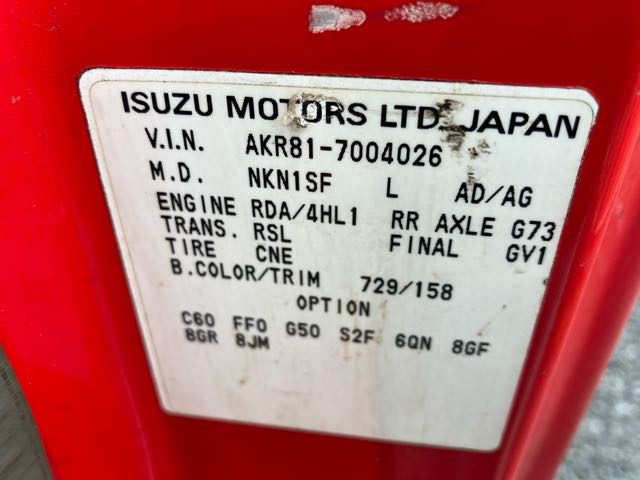 ISUZU MOTORS LTD. JAPAN
V.I.N. AKR81-7004026
M.D. NKN1SF L AD/AG
ENGINE RDA/4HL1 RR AXLE G73
TRANS. RSL FINAL GV1
TIRE CNE
B.COLOR/TRIM 729/158
OPTION
C60 FF0 G50 S2F 6QN 8GF
8GR 8JM